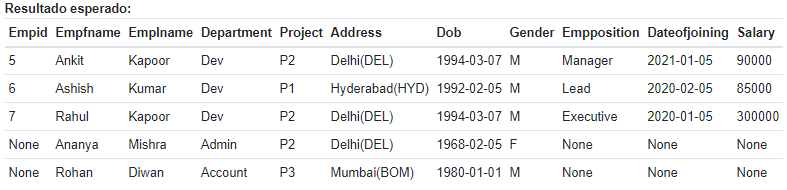 Resultado esperado:
Empid Empfname Emplname Department Project Address Dob Gender Empposition Dateofjoining Salary
5 Ankit Kapoor Dev P2 Delhi(DEL) 1994-03-07 M Manager 2021-01-05 90000
6 Ashish Kumar Dev P1 Hyderabad(HYD) 1992-02-05 M Lead 2020-02-05 85000
7 Rahul Kapoor Dev P2 Delhi(DEL) 1994-03-07 M Executive 2020-01-05 300000
None Ananya Mishra Admin P2 Delhi(DEL) 1968-02-05 F None None None
None Rohan Diwan Account P3 Mumbai(BOM) 1980-01-01 M None None None